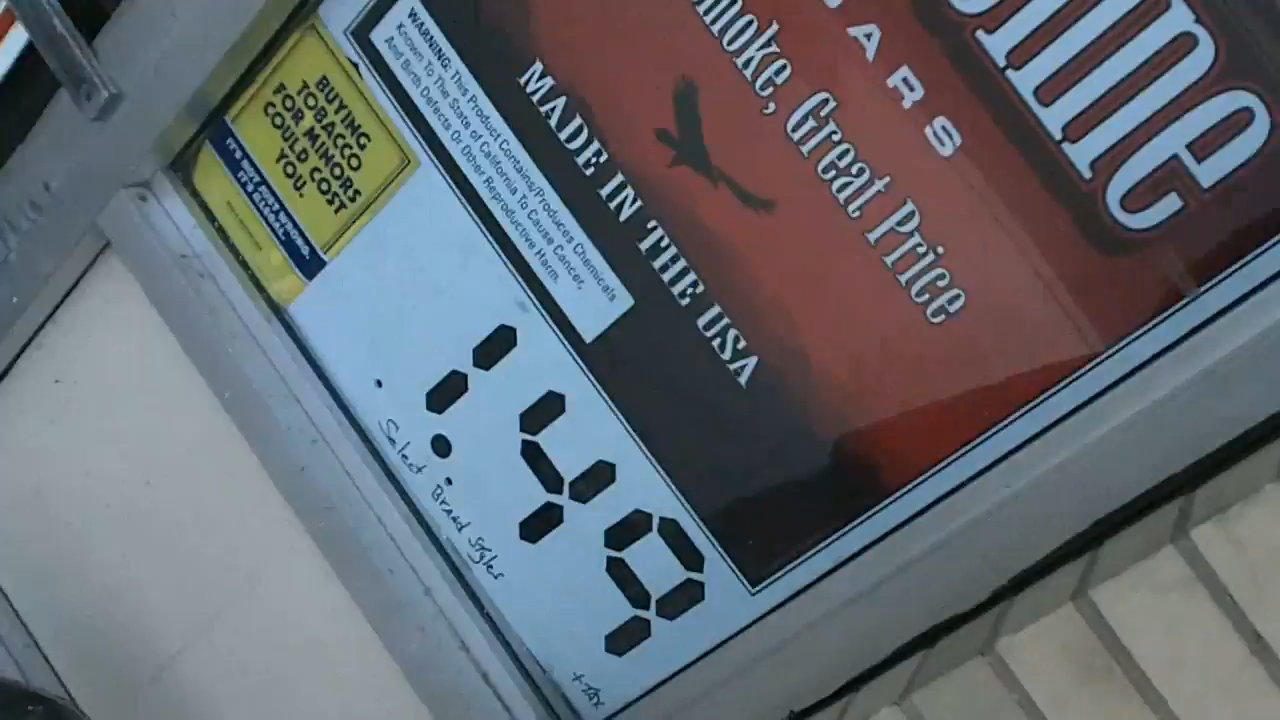 ARS
moke, Great Price
MADE IN THE USA
WARNING: This Product Contains/Produces Chemicals
Known To The State of California To Cause Cancer,
And Birth Defects Or Other Reproductive Harm.
BUYING
TOBACCO
FOR MINORS
COULD COST
YOU.
1.49
Select Brand Styles
+ TAX